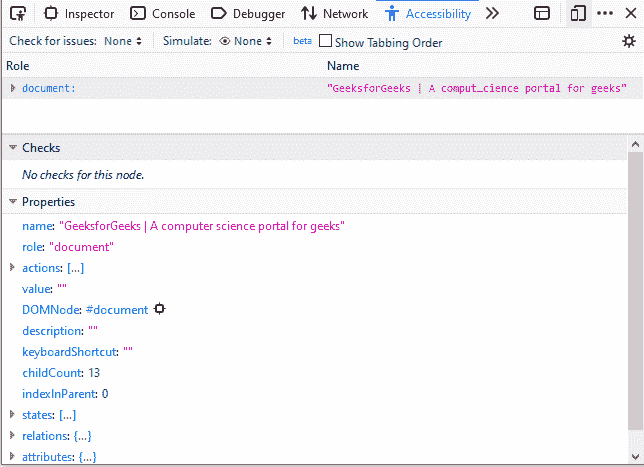 Inspector Console Debugger Network Accessibility
Check for issues: None Simulate: None beta Show Tabbing Order
Role Name
document: "GeeksforGeeks | A comput…cience portal for geeks"
Checks
No checks for this node.
Properties
name: "GeeksforGeeks | A computer science portal for geeks"
role: "document"
actions: […]
value: ""
DOMNode: #document
description: ""
keyboardShortcut: ""
childCount: 13
indexInParent: 0
states: […]
relations: {…}
attributes: {…}